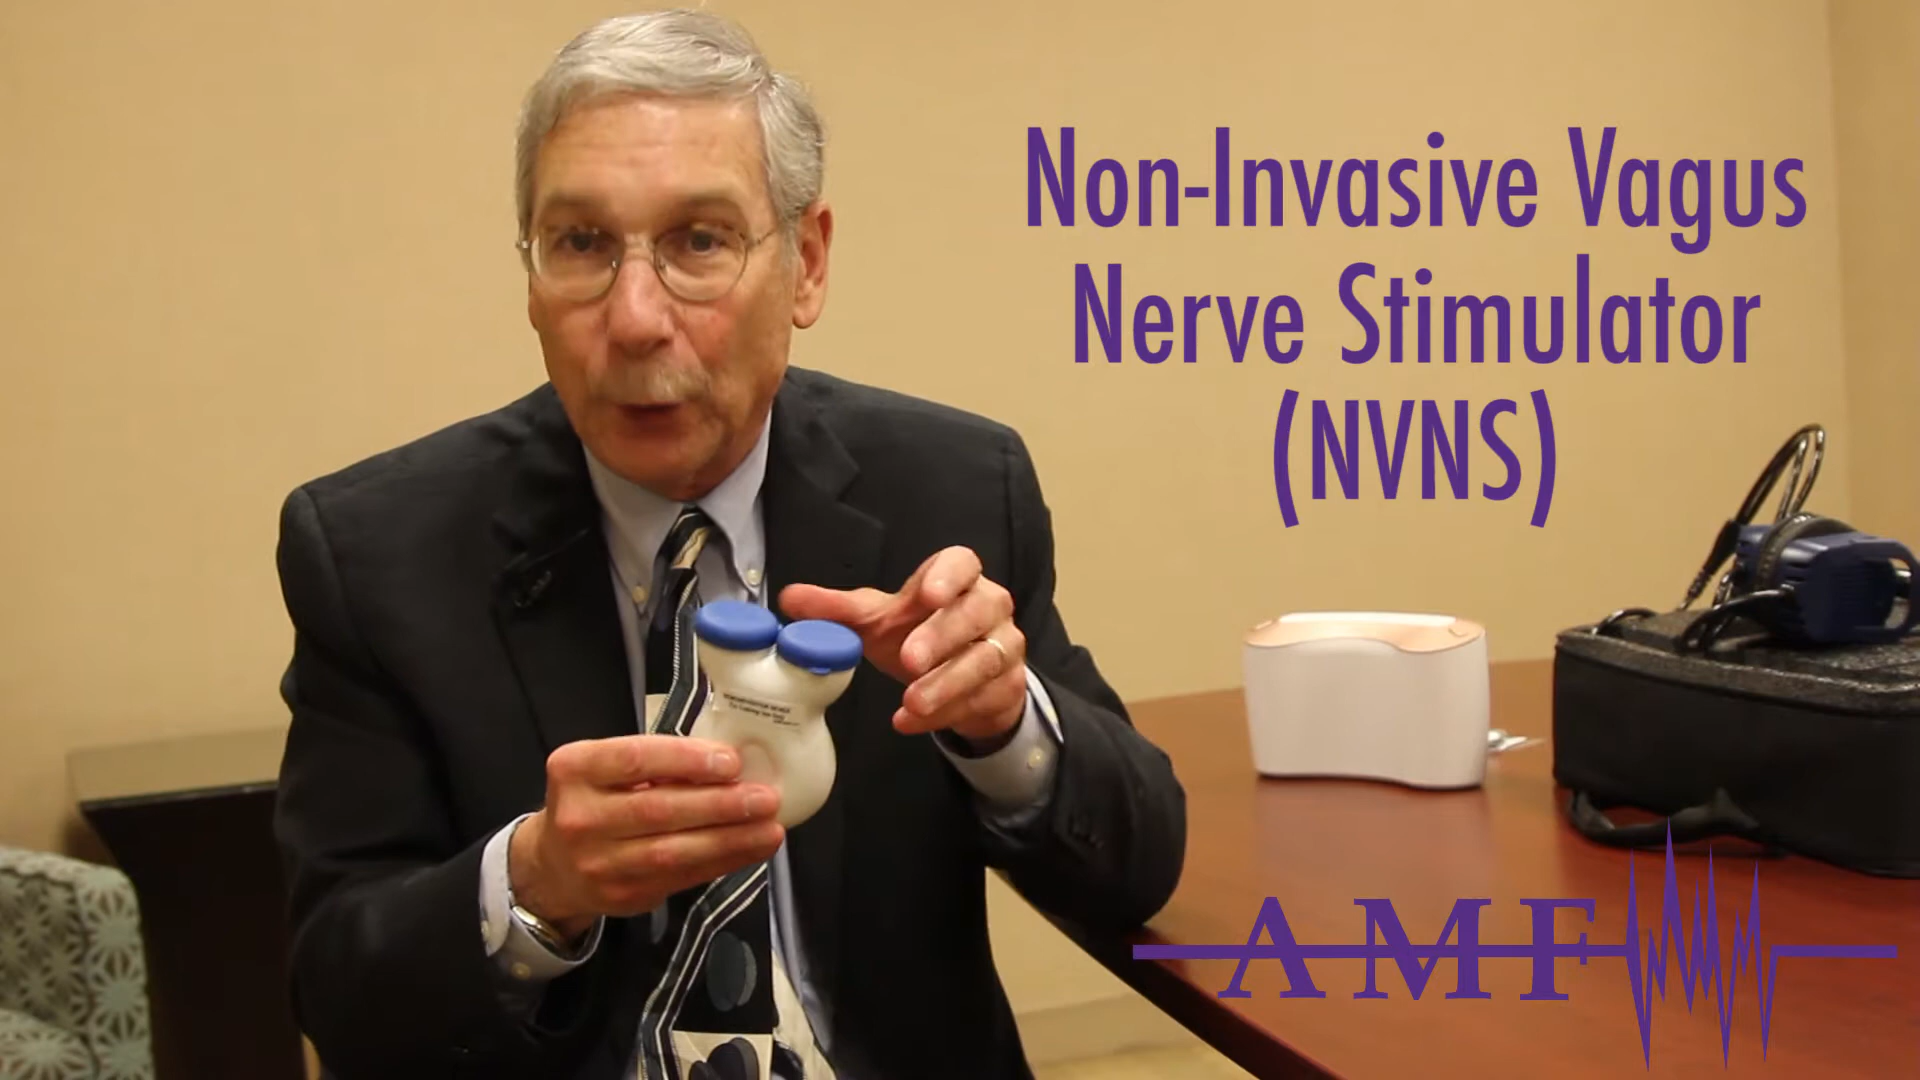 Non-Invasive Vagus
Nerve Stimulator
(NVNS)
AMF